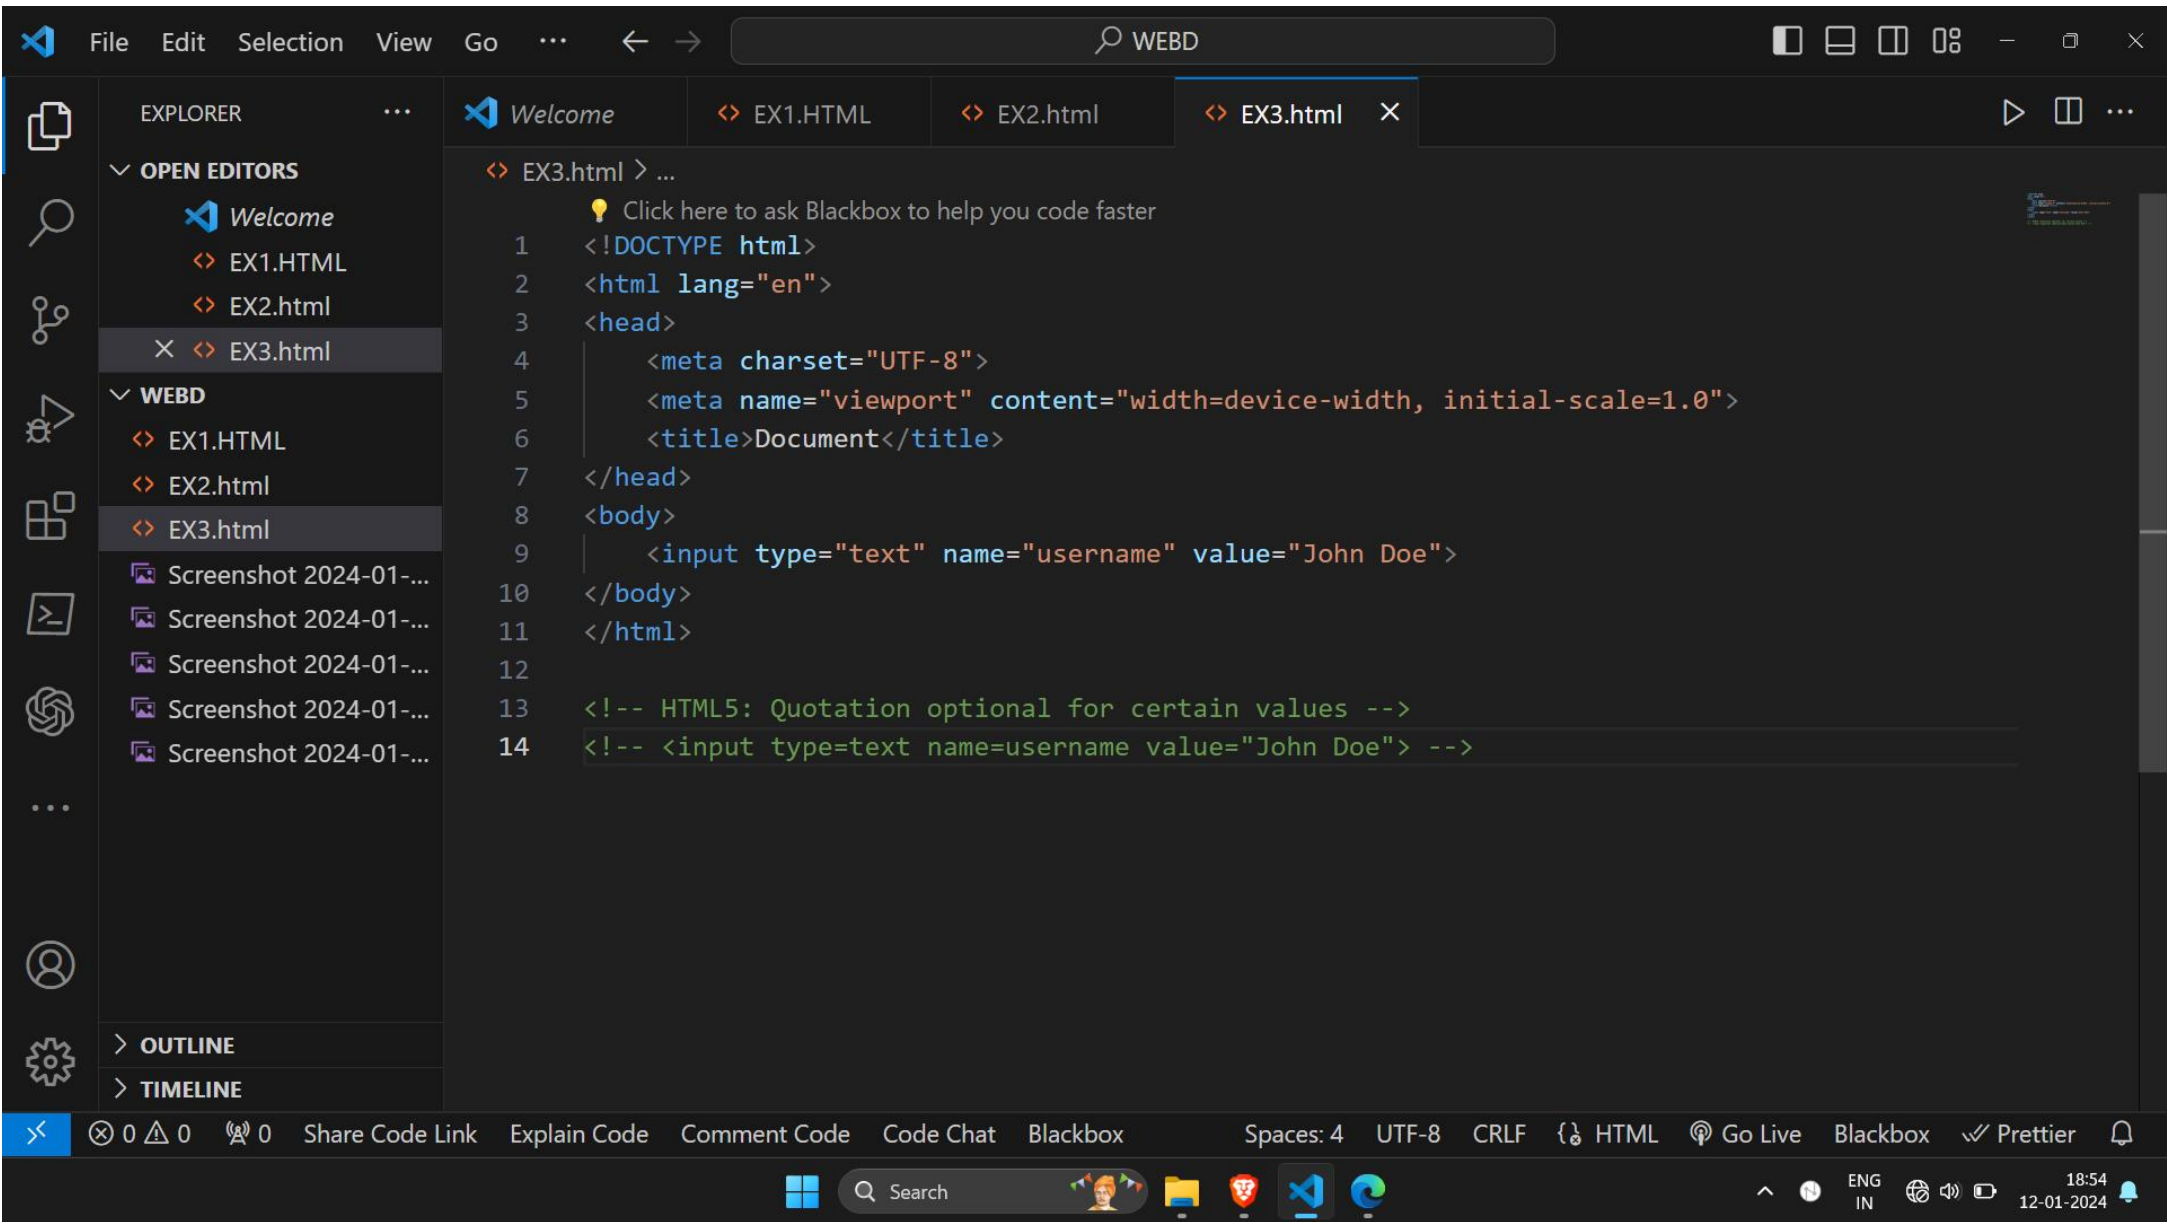 File Edit Selection View Go ··· WEBD
EXPLORER ···
OPEN EDITORS
Welcome
EX1.HTML
EX2.html
EX3.html
WEBD
EX1.HTML
EX2.html
EX3.html
Screenshot 2024-01-...
Screenshot 2024-01-...
Screenshot 2024-01-...
Screenshot 2024-01-...
Screenshot 2024-01-...
OUTLINE
TIMELINE
Welcome EX1.HTML EX2.html EX3.html
EX3.html > ...
Click here to ask Blackbox to help you code faster
1 <!DOCTYPE html>
2 <html lang="en">
3 <head>
4 <meta charset="UTF-8">
5 <meta name="viewport" content="width=device-width, initial-scale=1.0">
6 <title>Document</title>
7 </head>
8 <body>
9 <input type="text" name="username" value="John Doe">
10 </body>
11 </html>
12
13 <!-- HTML5: Quotation optional for certain values -->
14 <!-- <input type=text name=username value="John Doe"> -->
0 0 0 Share Code Link Explain Code Comment Code Code Chat Blackbox Spaces: 4 UTF-8 CRLF HTML Go Live Blackbox Prettier
Search ENG IN 18:54
12-01-2024